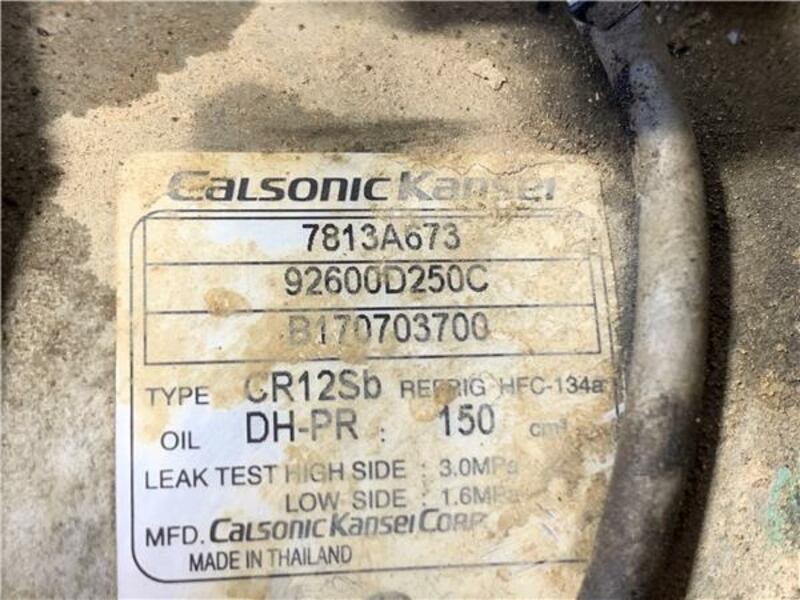 Calsonic Kansei
7813A673
92600D250C
B170703700
TYPE CR12Sb REFRIG HFC-134a
OIL DH-PR : 150 cm³
LEAK TEST HIGH SIDE : 3.0MPa
LOW SIDE : 1.6MPa
MFD. Calsonic Kansei Corp.
MADE IN THAILAND